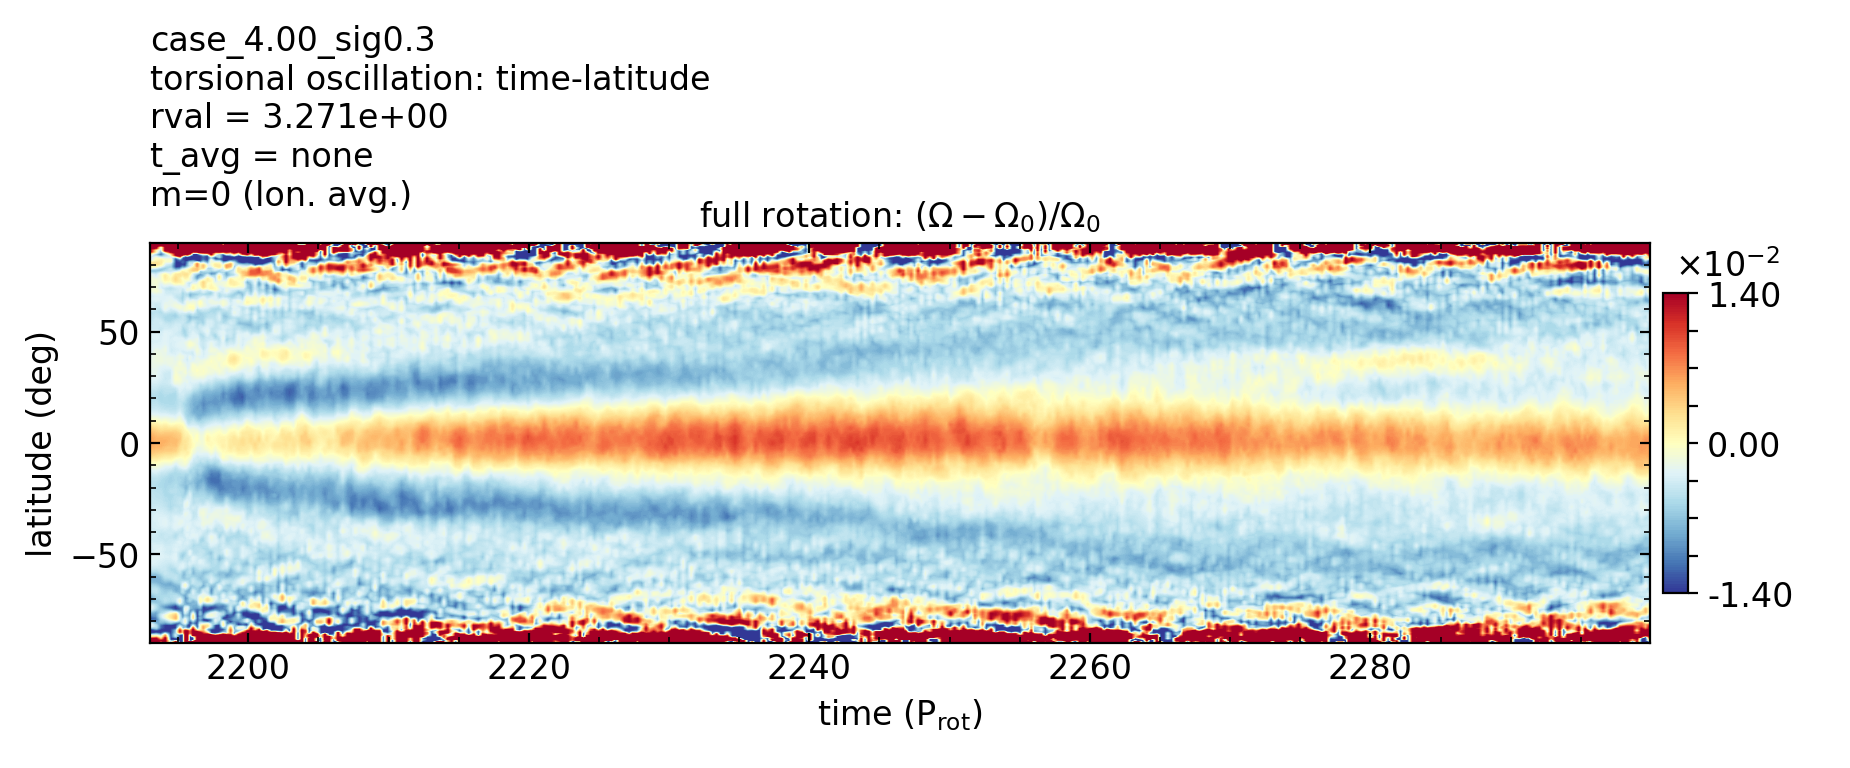 case_4.00_sig0.3
torsional oscillation: time-latitude
rval = 3.271e+00
t_avg = none
m=0 (lon. avg.)
full rotation: (Ω − Ω₀)/Ω₀
×10⁻²
1.40
0.00
-1.40
latitude (deg)
50
0
−50
2200 2220 2240 2260 2280
time (P_rot)